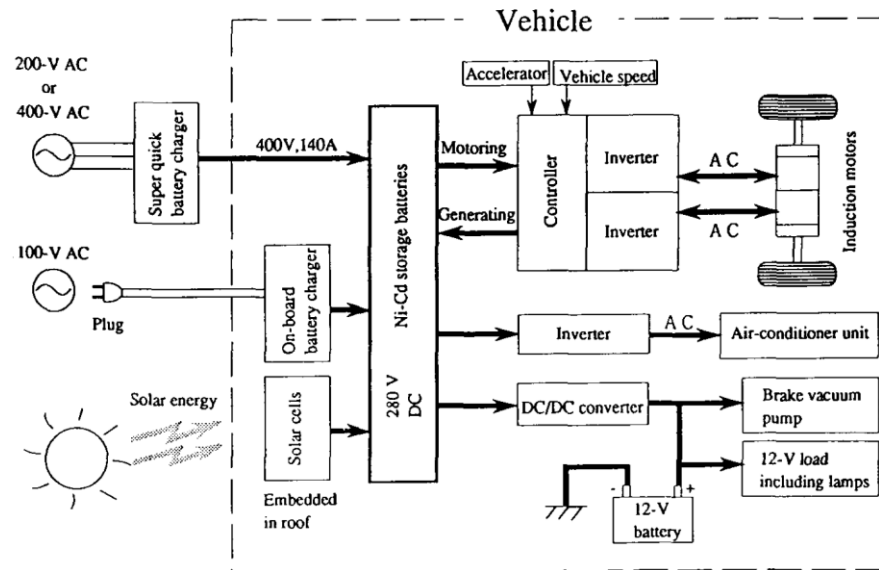 Vehicle
200-V AC
or
400-V AC
Super quick
battery charger
400V,140A
Accelerator
Vehicle speed
Motoring
Generating
Controller
Inverter
Inverter
A C
A C
Induction motors
Ni-Cd storage batteries
280 V
DC
100-V AC
Plug
On-board
battery charger
Inverter
A C
Air-conditioner unit
Solar energy
Solar cells
Embedded
in roof
DC/DC converter
Brake vacuum
pump
12-V load
including lamps
- +
12-V
battery